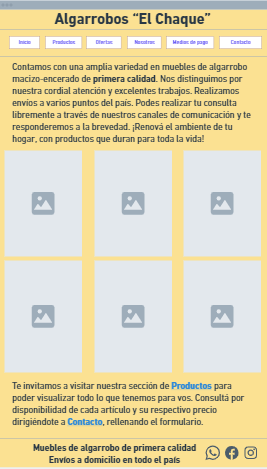 Algarrobos “El Chaque”
Inicio Productos Ofertas Nosotros Medios de pago Contacto
Contamos con una amplia variedad en muebles de algarrobo
macizo-encerado de primera calidad. Nos distinguimos por
nuestra cordial atención y excelentes trabajos. Realizamos
envíos a varios puntos del país. Podes realizar tu consulta
libremente a través de nuestros canales de comunicación y te
responderemos a la brevedad. ¡Renová el ambiente de tu
hogar, con productos que duran para toda la vida!
Te invitamos a visitar nuestra sección de Productos para
poder visualizar todo lo que tenemos para vos. Consultá por
disponibilidad de cada artículo y su respectivo precio
dirigiéndote a Contacto, rellenando el formulario.
Muebles de algarrobo de primera calidad
Envíos a domicilio en todo el país